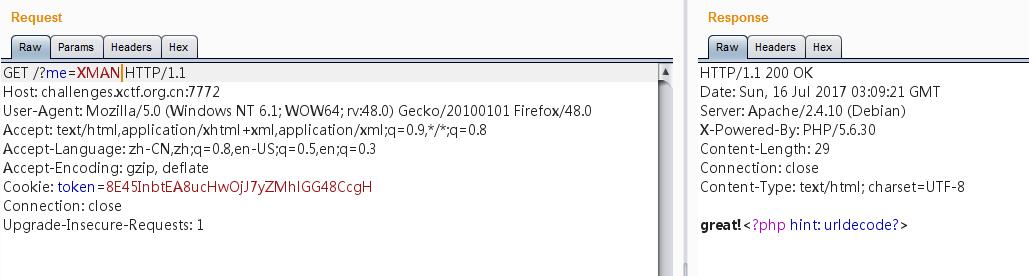 Request
Raw Params Headers Hex
GET /?me=XMAN HTTP/1.1
Host: challenges.xctf.org.cn:7772
User-Agent: Mozilla/5.0 (Windows NT 6.1; WOW64; rv:48.0) Gecko/20100101 Firefox/48.0
Accept: text/html,application/xhtml+xml,application/xml;q=0.9,*/*;q=0.8
Accept-Language: zh-CN,zh;q=0.8,en-US;q=0.5,en;q=0.3
Accept-Encoding: gzip, deflate
Cookie: token=8E45InbtEA8ucHwOjJ7yZMhIGG48CcgH
Connection: close
Upgrade-Insecure-Requests: 1
Response
Raw Headers Hex
HTTP/1.1 200 OK
Date: Sun, 16 Jul 2017 03:09:21 GMT
Server: Apache/2.4.10 (Debian)
X-Powered-By: PHP/5.6.30
Content-Length: 29
Connection: close
Content-Type: text/html; charset=UTF-8
great!<?php hint: urldecode?>